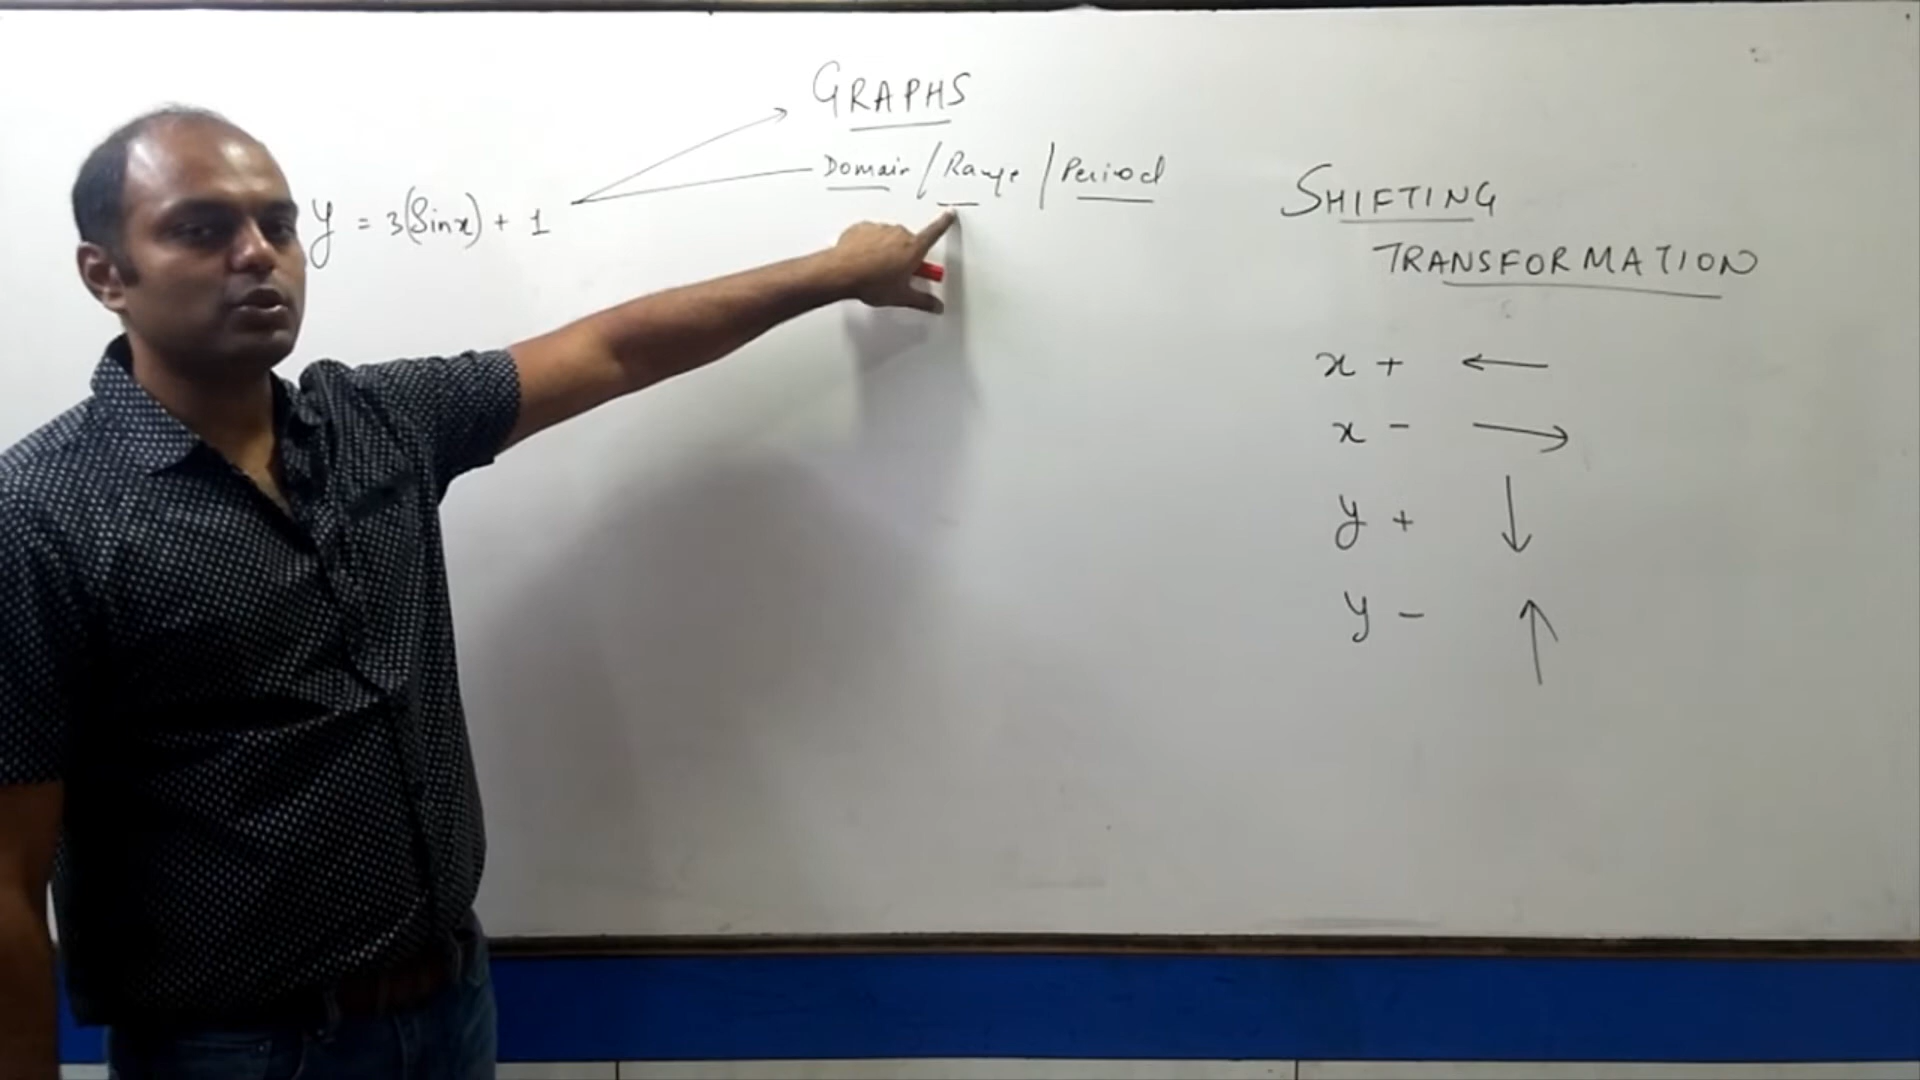 GRAPHS
Domain / Range / Period
y = 3(Sinx) + 1
SHIFTING
TRANSFORMATION
x + ←
x - →
y + ↓
y - ↑